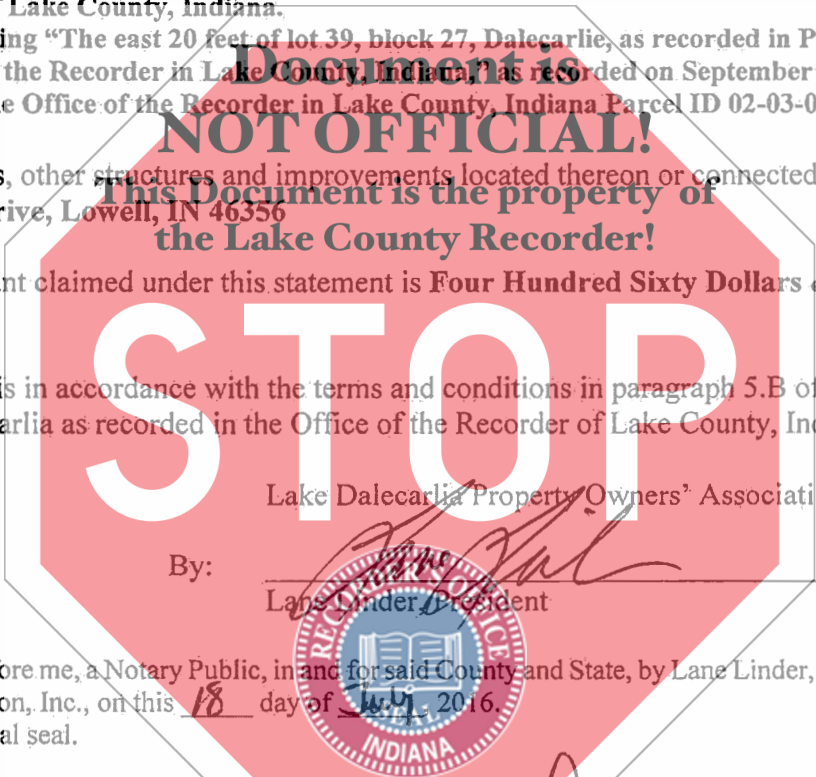 Lake County, Indiana.
ing “The east 20 feet of lot 39, block 27, Dalecarlie, as recorded in P
Document is
the Recorder in Lake County, Indiana,” as recorded on September
e Office of the Recorder in Lake County, Indiana Parcel ID 02-03-0
NOT OFFICIAL!
s, other structures and improvements located thereon or connected
This Document is the property of
rive, Lowell, IN 46356
the Lake County Recorder!
nt claimed under this statement is Four Hundred Sixty Dollars
STOP
is in accordance with the terms and conditions in paragraph 5.B of
arlia as recorded in the Office of the Recorder of Lake County, Ind
Lake Dalecarlia Property Owners’ Associati
By:
Lane Linder, President
RECORDER'S OFFICE
ore me, a Notary Public, in and for said County and State, by Lane Linder,
on, Inc., on this 18 day of July, 2016.
SEAL
al seal.
INDIANA